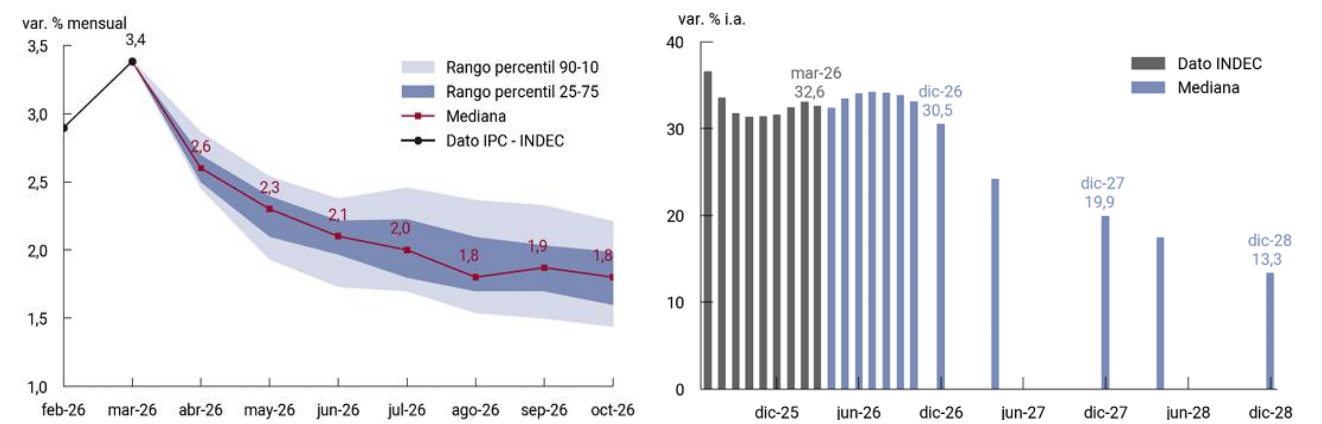 var. % mensual
3,4
3,5
3,0
2,5
2,0
1,5
1,0
Rango percentil 90-10
Rango percentil 25-75
Mediana
Dato IPC - INDEC
2,6
2,3
2,1
2,0
1,8
1,9
1,8
feb-26
mar-26
abr-26
may-26
jun-26
jul-26
ago-26
sep-26
oct-26
var. % i.a.
40
30
20
10
0
Dato INDEC
Mediana
mar-26
32,6
dic-26
30,5
dic-27
19,9
dic-28
13,3
dic-25
jun-26
dic-26
jun-27
dic-27
jun-28
dic-28